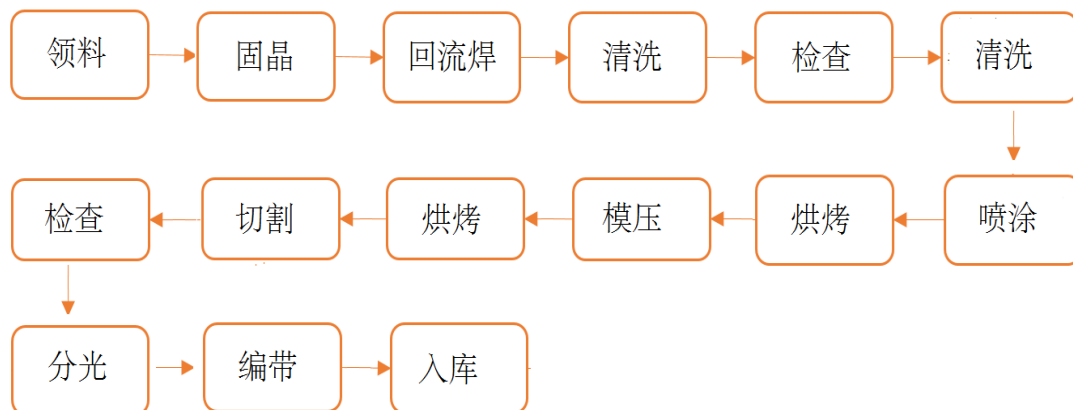 领料 固晶 回流焊 清洗 检查 清洗
检查 切割 烘烤 模压 烘烤 喷涂
分光 编带 入库